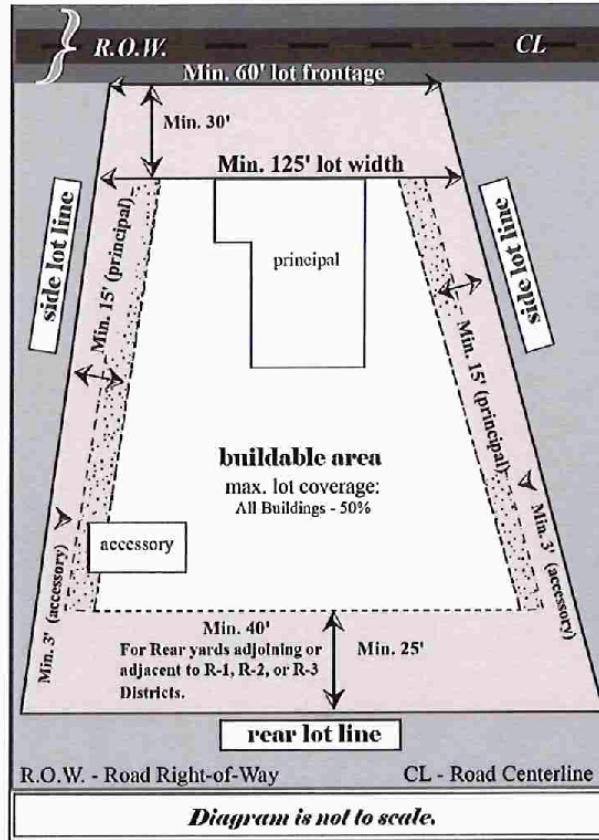 R.O.W.
CL
Min. 60' lot frontage
Min. 30'
Min. 125' lot width
side lot line
side lot line
principal
Min. 15' (principal)
Min. 15' (principal)
buildable area
max. lot coverage:
All Buildings - 50%
accessory
Min. 3' (accessory)
Min. 3' (accessory)
Min. 40'
For Rear yards adjoining or
adjacent to R-1, R-2, or R-3
Districts.
Min. 25'
rear lot line
R.O.W. - Road Right-of-Way
CL - Road Centerline
Diagram is not to scale.